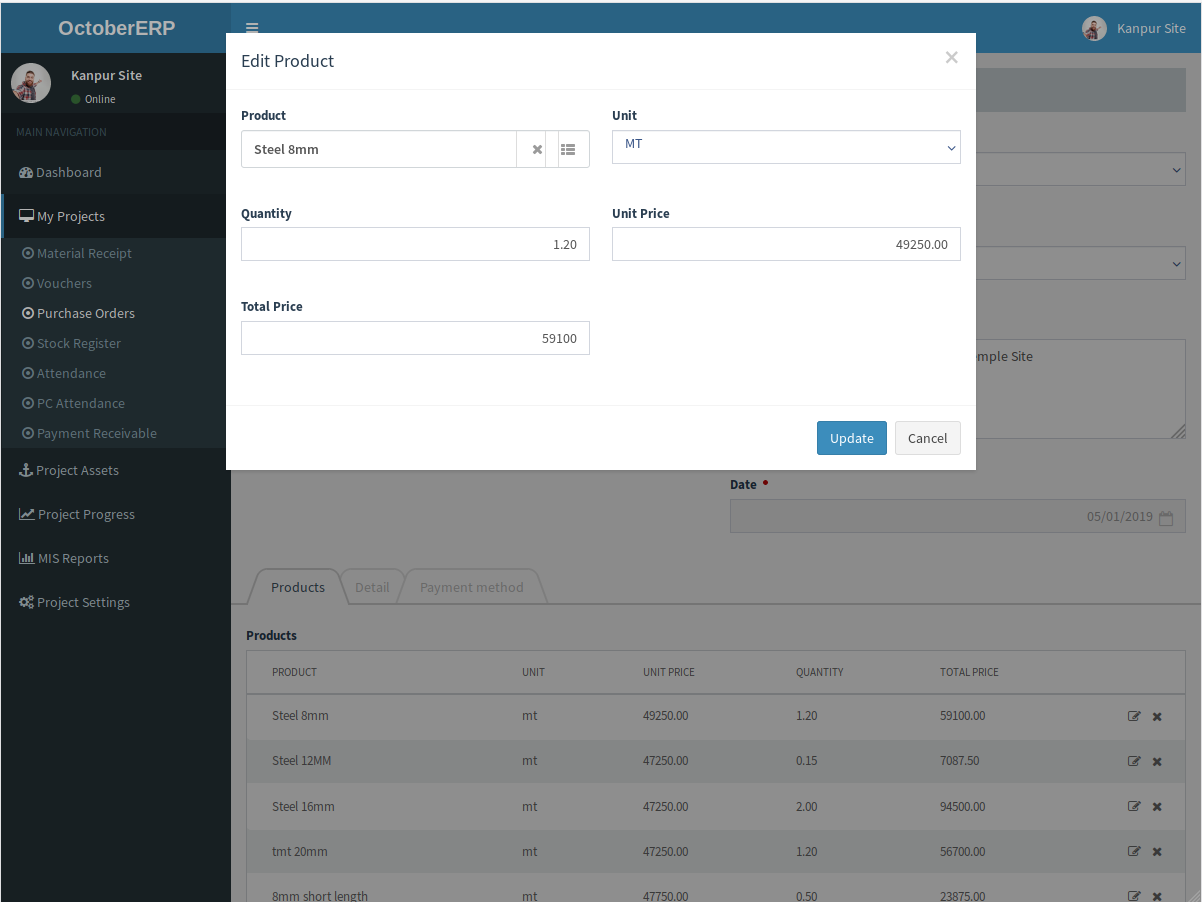 OctoberERP
Kanpur Site
Kanpur Site
Online
MAIN NAVIGATION
Dashboard
My Projects
Material Receipt
Vouchers
Purchase Orders
Stock Register
Attendance
PC Attendance
Payment Receivable
Project Assets
Project Progress
MIS Reports
Project Settings
Edit Product
Product Unit
Steel 8mm MT
Quantity Unit Price
1.20 49250.00
Total Price
59100
Update Cancel
mple Site
Date
05/01/2019
Products Detail Payment method
Products
PRODUCT UNIT UNIT PRICE QUANTITY TOTAL PRICE
Steel 8mm mt 49250.00 1.20 59100.00
Steel 12MM mt 47250.00 0.15 7087.50
Steel 16mm mt 47250.00 2.00 94500.00
tmt 20mm mt 47250.00 1.20 56700.00
8mm short length mt 47750.00 0.50 23875.00